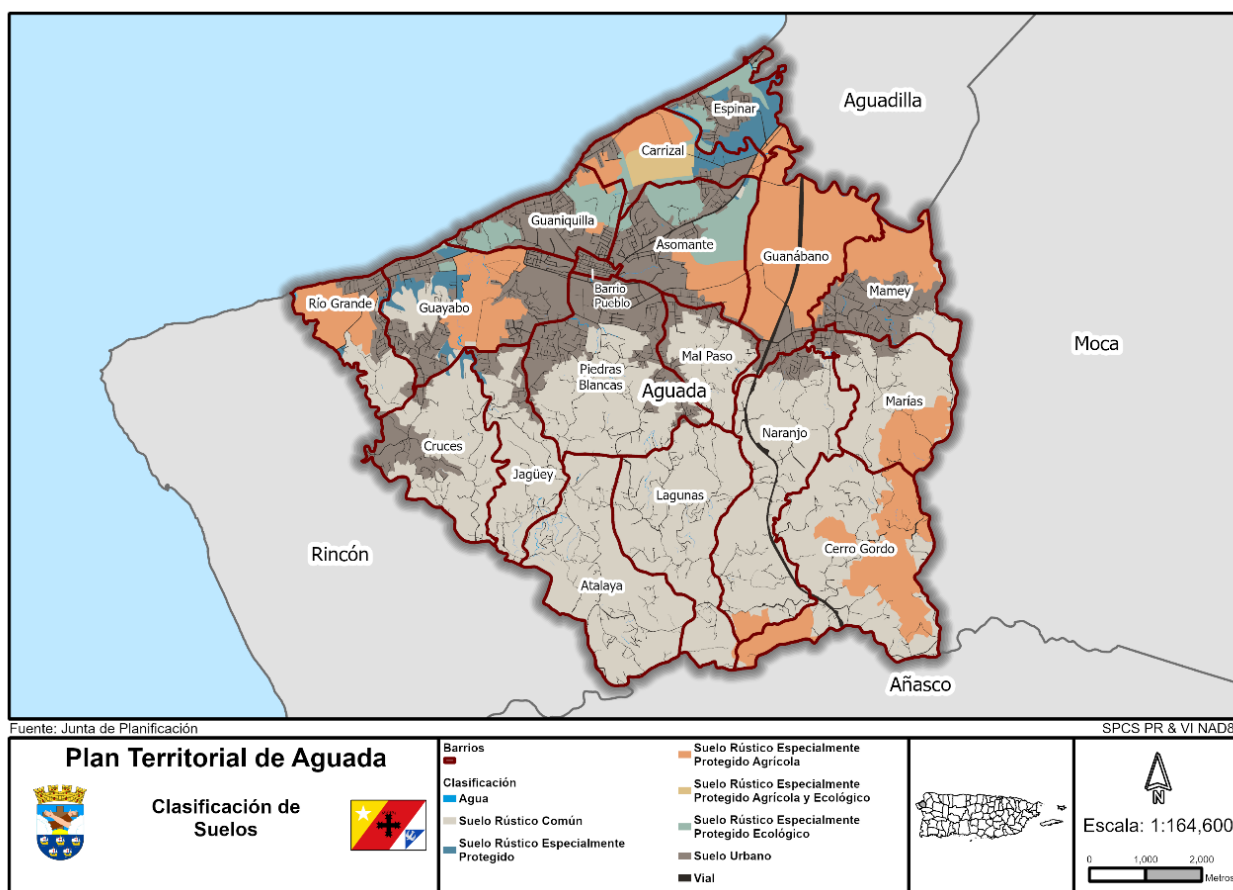 Espinar
Aguadilla
Carrizal
Guaniquilla
Asomante
Guanábano
Barrio
Pueblo
Mamey
Río Grande
Guayabo
Moca
Mal Paso
Piedras
Blancas
Aguada
Marías
Cruces
Naranjo
Jagüey
Lagunas
Rincón
Cerro Gordo
Atalaya
Añasco
Fuente: Junta de Planificación
SPCS PR & VI NAD8
Plan Territorial de Aguada
Clasificación de
Suelos
Barrios
Clasificación
Agua
Suelo Rústico Común
Suelo Rústico Especialmente
Protegido
Suelo Rústico Especialmente
Protegido Agrícola
Suelo Rústico Especialmente
Protegido Agrícola y Ecológico
Suelo Rústico Especialmente
Protegido Ecológico
Suelo Urbano
Vial
N
Escala: 1:164,600
0 1,000 2,000
Metros